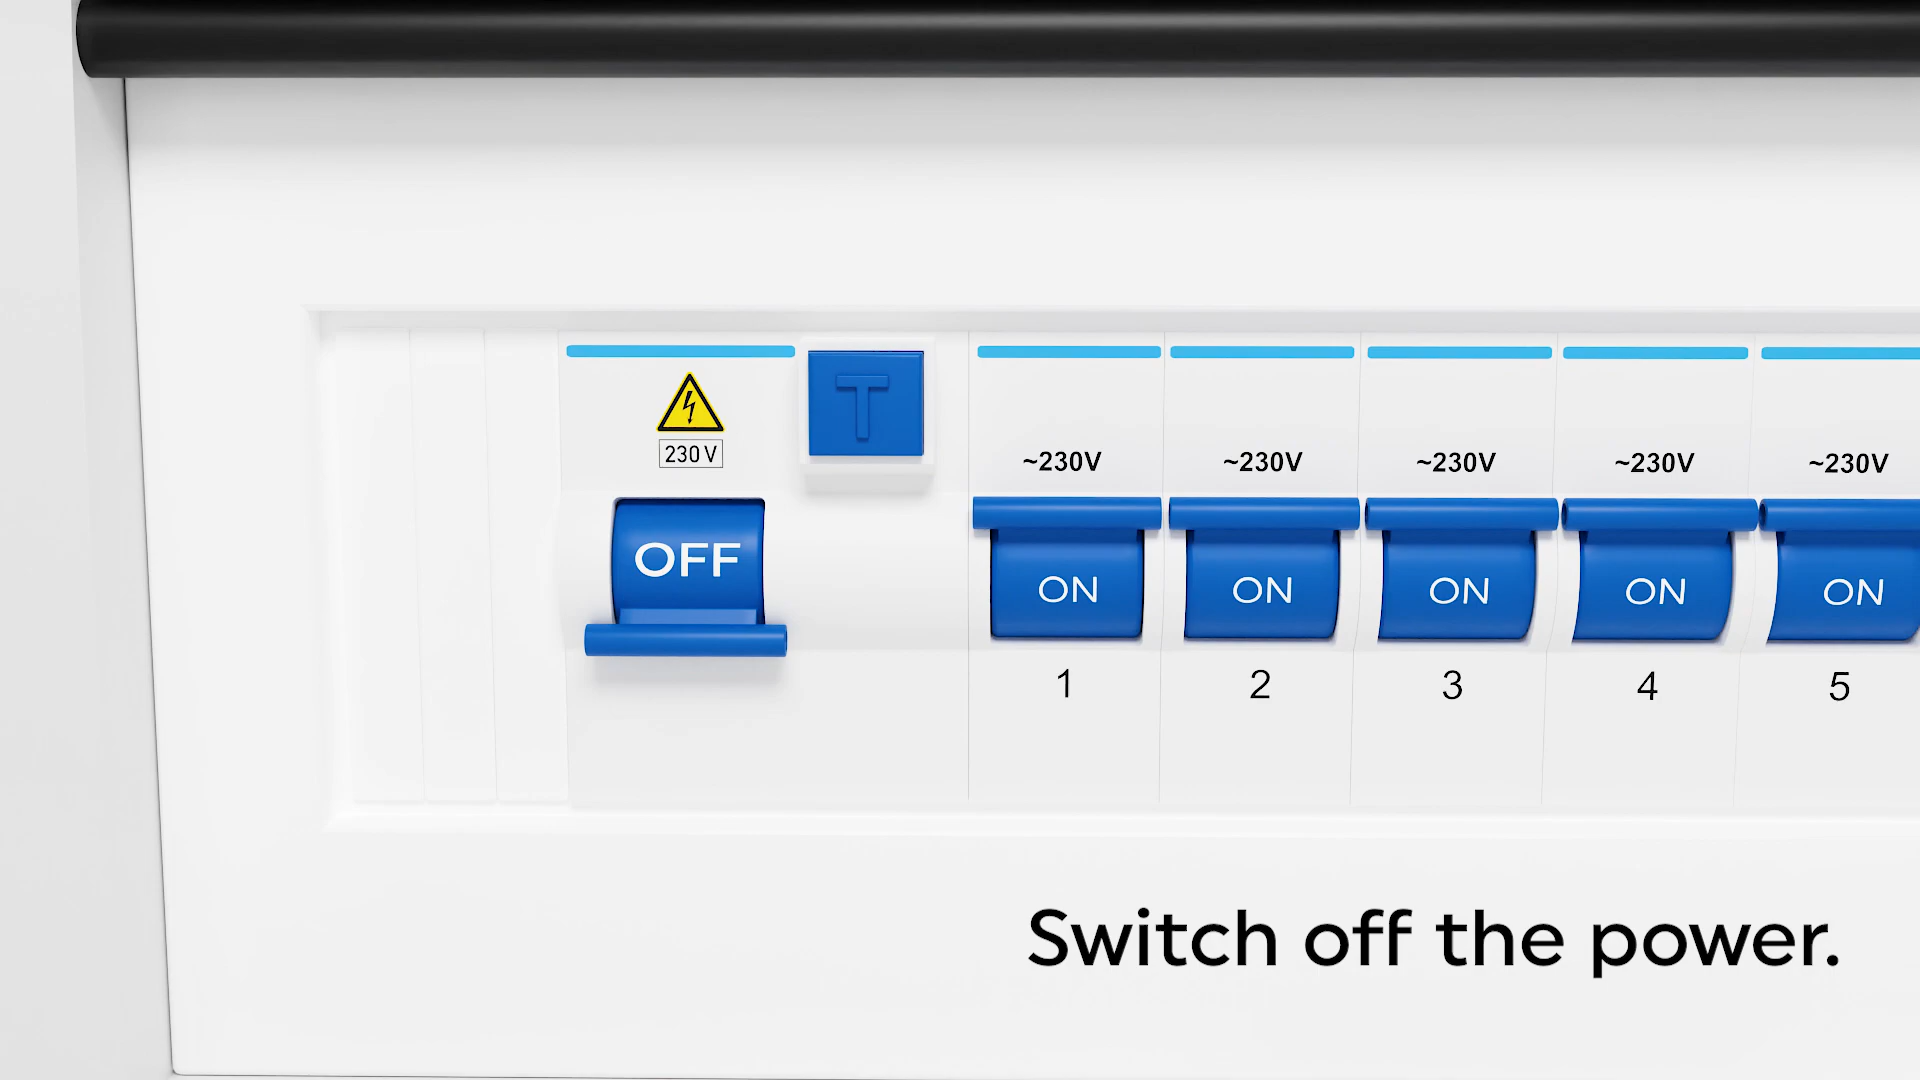 230 V
T
OFF
~230V ~230V ~230V ~230V ~230V
ON ON ON ON ON
1 2 3 4 5
Switch off the power.